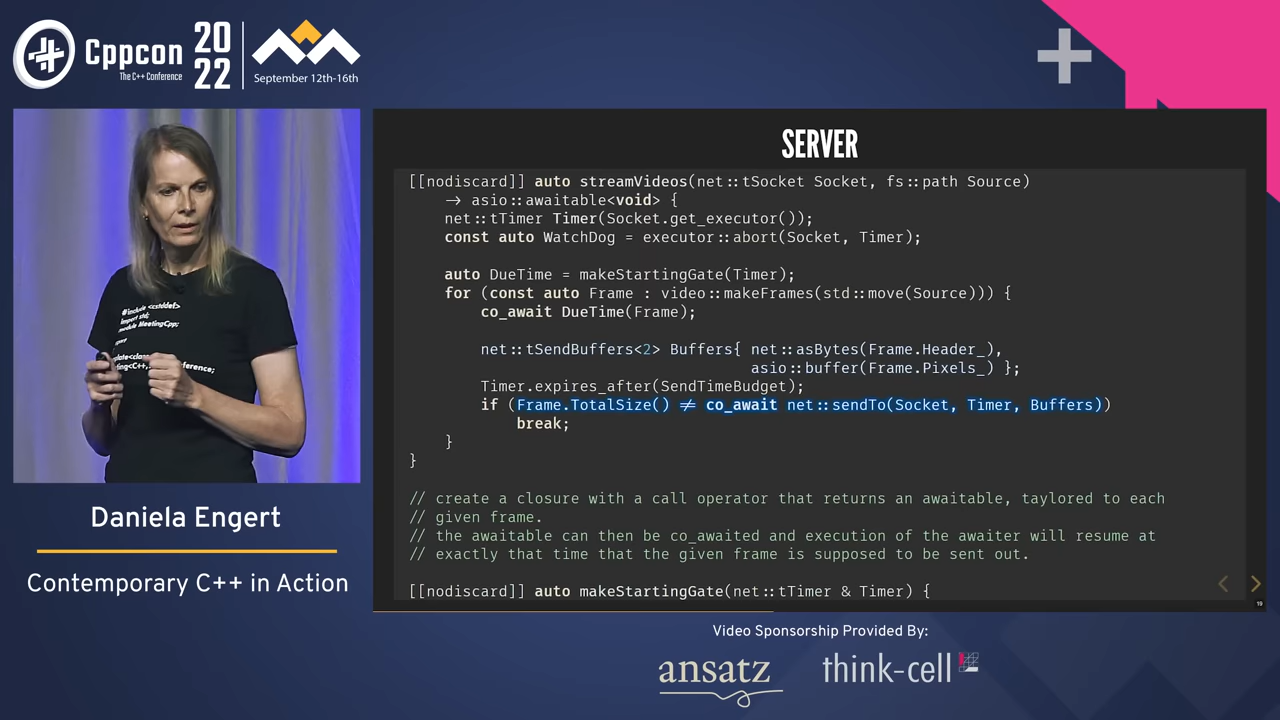 Cppcon
The C++ Conference
20
22
September 12th-16th
#include <cstddef>
import std;
module MeetingCpp;
Daniela Engert
Contemporary C++ in Action
SERVER
[[nodiscard]] auto streamVideos(net::tSocket Socket, fs::path Source)
→ asio::awaitable<void> {
net::tTimer Timer(Socket.get_executor());
const auto WatchDog = executor::abort(Socket, Timer);
auto DueTime = makeStartingGate(Timer);
for (const auto Frame : video::makeFrames(std::move(Source))) {
co_await DueTime(Frame);
net::tSendBuffers<2> Buffers{ net::asBytes(Frame.Header_),
asio::buffer(Frame.Pixels_) };
Timer.expires_after(SendTimeBudget);
if (Frame.TotalSize() ≠ co_await net::sendTo(Socket, Timer, Buffers))
break;
}
}
// create a closure with a call operator that returns an awaitable, taylored to each
// given frame.
// the awaitable can then be co_awaited and execution of the awaiter will resume at
// exactly that time that the given frame is supposed to be sent out.
[[nodiscard]] auto makeStartingGate(net::tTimer & Timer) {
19
Video Sponsorship Provided By:
ansatz
think-cell